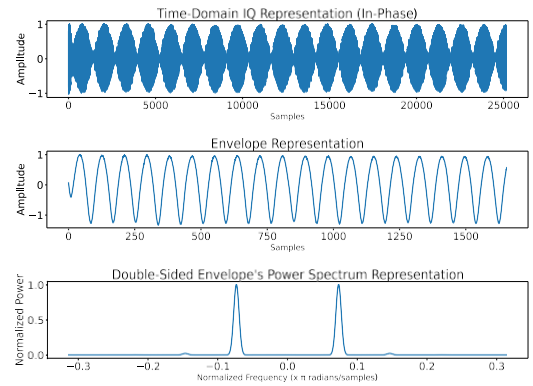 Time-Domain IQ Representation (In-Phase)
Amplitude
1
0
−1
0 5000 10000 15000 20000 25000
Samples
Envelope Representation
Amplitude
1
0
−1
0 250 500 750 1000 1250 1500
Samples
Double-Sided Envelope's Power Spectrum Representation
Normalized Power
1.0
0.5
0.0
−0.3 −0.2 −0.1 0.0 0.1 0.2 0.3
Normalized Frequency (x π radians/samples)